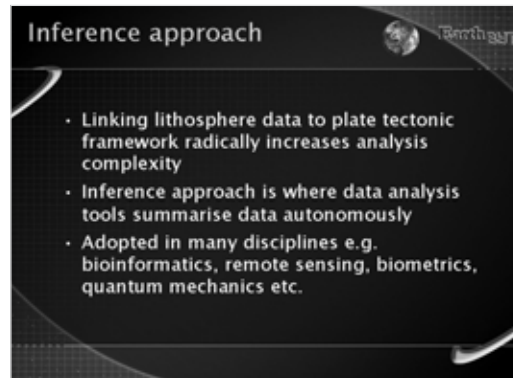 Inference approach
• Linking lithosphere data to plate tectonic
framework radically increases analysis
complexity
• Inference approach is where data analysis
tools summarise data autonomously
• Adopted in many disciplines e.g.
bioinformatics, remote sensing, biometrics,
quantum mechanics etc.